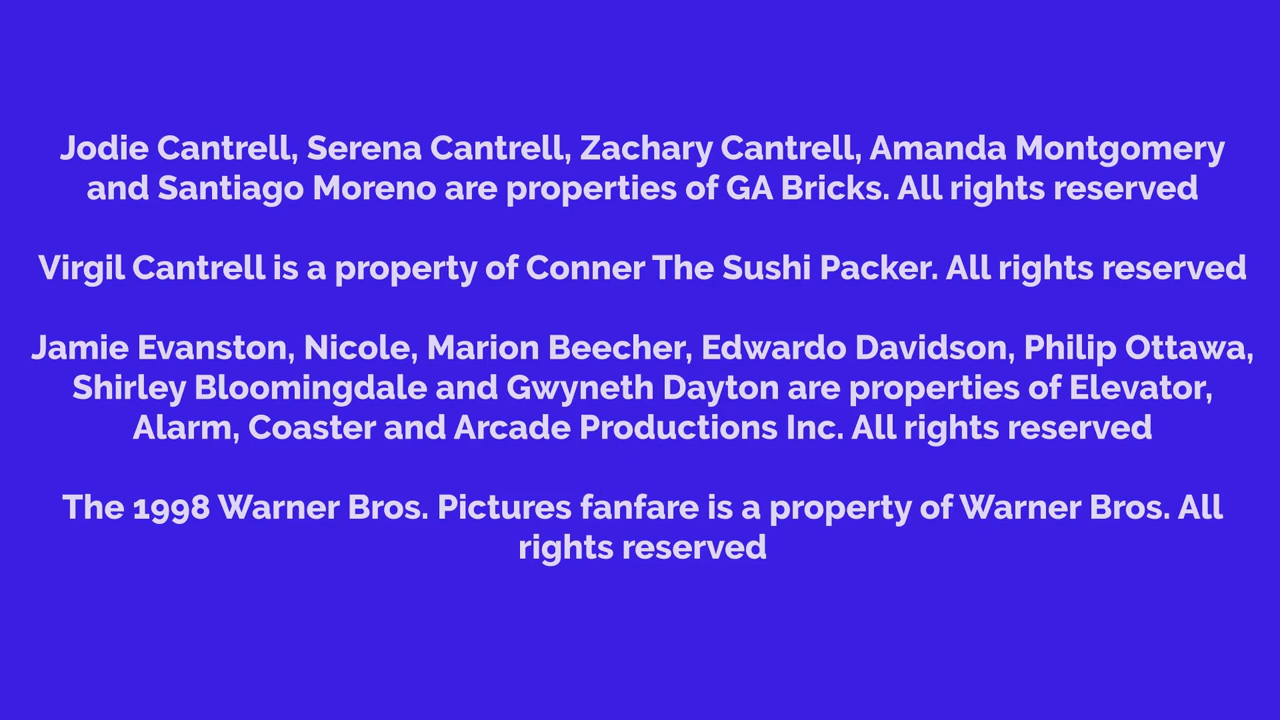 Jodie Cantrell, Serena Cantrell, Zachary Cantrell, Amanda Montgomery
and Santiago Moreno are properties of GA Bricks. All rights reserved
Virgil Cantrell is a property of Conner The Sushi Packer. All rights reserved
Jamie Evanston, Nicole, Marion Beecher, Edwardo Davidson, Philip Ottawa,
Shirley Bloomingdale and Gwyneth Dayton are properties of Elevator,
Alarm, Coaster and Arcade Productions Inc. All rights reserved
The 1998 Warner Bros. Pictures fanfare is a property of Warner Bros. All
rights reserved